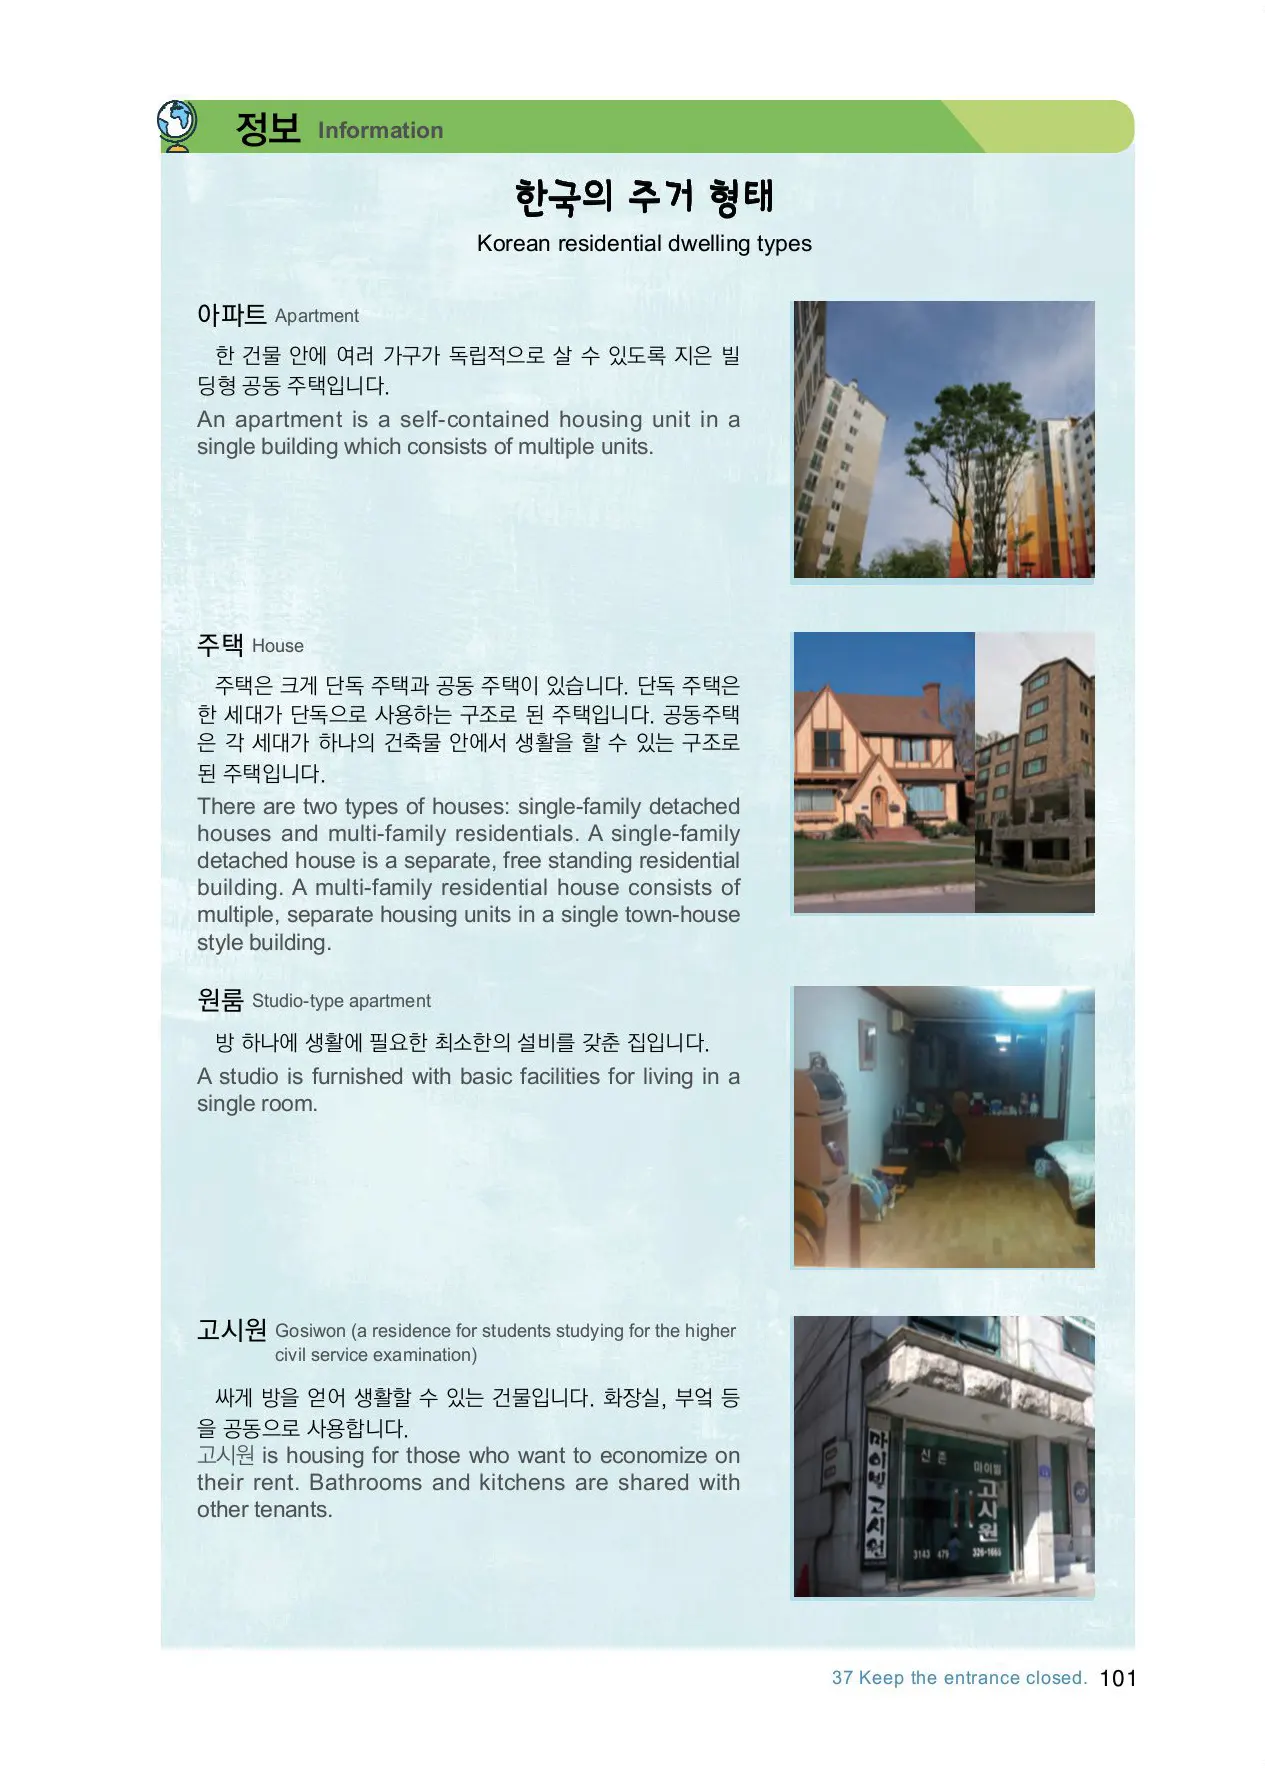 정보 Information
한국의 주거 형태
Korean residential dwelling types
아파트 Apartment
한 건물 안에 여러 가구가 독립적으로 살 수 있도록 지은 빌
딩형 공동 주택입니다.
An apartment is a self-contained housing unit in a
single building which consists of multiple units.
주택 House
주택은 크게 단독 주택과 공동 주택이 있습니다. 단독 주택은
한 세대가 단독으로 사용하는 구조로 된 주택입니다. 공동주택
은 각 세대가 하나의 건축물 안에서 생활을 할 수 있는 구조로
된 주택입니다.
There are two types of houses: single-family detached
houses and multi-family residentials. A single-family
detached house is a separate, free standing residential
building. A multi-family residential house consists of
multiple, separate housing units in a single town-house
style building.
원룸 Studio-type apartment
방 하나에 생활에 필요한 최소한의 설비를 갖춘 집입니다.
A studio is furnished with basic facilities for living in a
single room.
고시원 Gosiwon (a residence for students studying for the higher
civil service examination)
싸게 방을 얻어 생활할 수 있는 건물입니다. 화장실, 부엌 등
을 공동으로 사용합니다.
고시원 is housing for those who want to economize on
their rent. Bathrooms and kitchens are shared with
other tenants.
마이빌 고시원
신촌 마이빌
고시원
3143 479 326-1665
37 Keep the entrance closed. 101